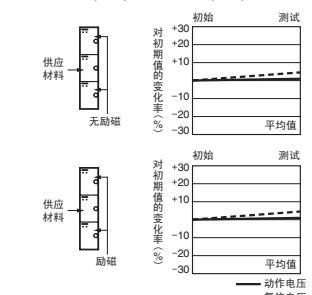 初始 测试
对初期值的变化率(%)
+30
+20
+10
−10
−20
−30
供应
材料
无励磁
平均值
初始 测试
对初期值的变化率(%)
+30
+20
+10
−10
−20
−30
供应
材料
励磁
平均值
动作电压